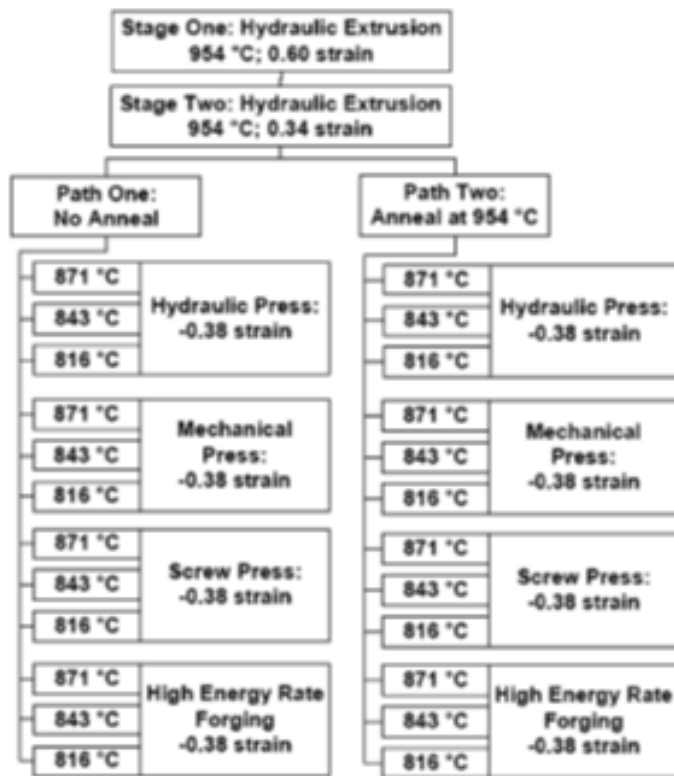 Stage One: Hydraulic Extrusion
954 °C; 0.60 strain
Stage Two: Hydraulic Extrusion
954 °C; 0.34 strain
Path One:
No Anneal
871 °C
843 °C
816 °C
Hydraulic Press:
-0.38 strain
871 °C
843 °C
816 °C
Mechanical
Press:
-0.38 strain
871 °C
843 °C
816 °C
Screw Press:
-0.38 strain
871 °C
843 °C
816 °C
High Energy Rate
Forging
-0.38 strain
Path Two:
Anneal at 954 °C
871 °C
843 °C
816 °C
Hydraulic Press:
-0.38 strain
871 °C
843 °C
816 °C
Mechanical
Press:
-0.38 strain
871 °C
843 °C
816 °C
Screw Press:
-0.38 strain
871 °C
843 °C
816 °C
High Energy Rate
Forging
-0.38 strain